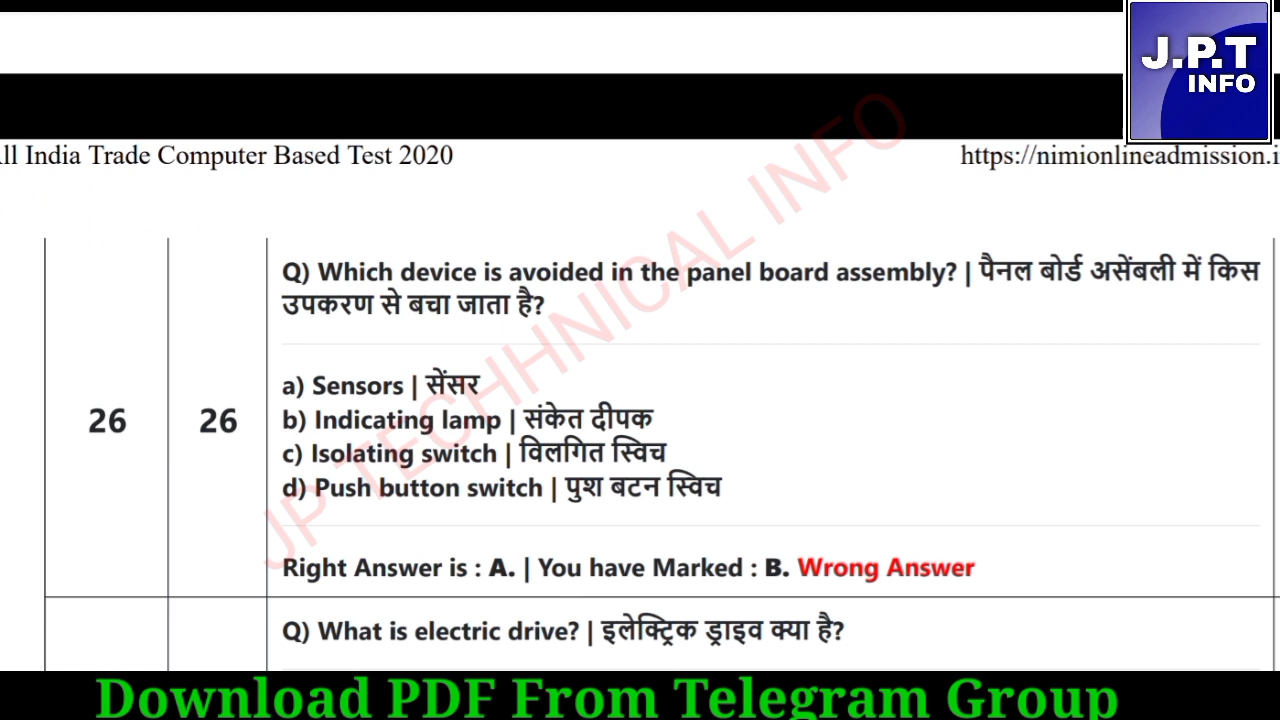 J.P.T
INFO
ll India Trade Computer Based Test 2020
https://nimionlineadmission.i
JP TECHHNICAL INFO
26
26
Q) Which device is avoided in the panel board assembly? | पैनल बोर्ड असेंबली में किस
उपकरण से बचा जाता है?
a) Sensors | सेंसर
b) Indicating lamp | संकेत दीपक
c) Isolating switch | विलगित स्विच
d) Push button switch | पुश बटन स्विच
Right Answer is : A. | You have Marked : B. Wrong Answer
Q) What is electric drive? | इलेक्ट्रिक ड्राइव क्या है?
Download PDF From Telegram Group